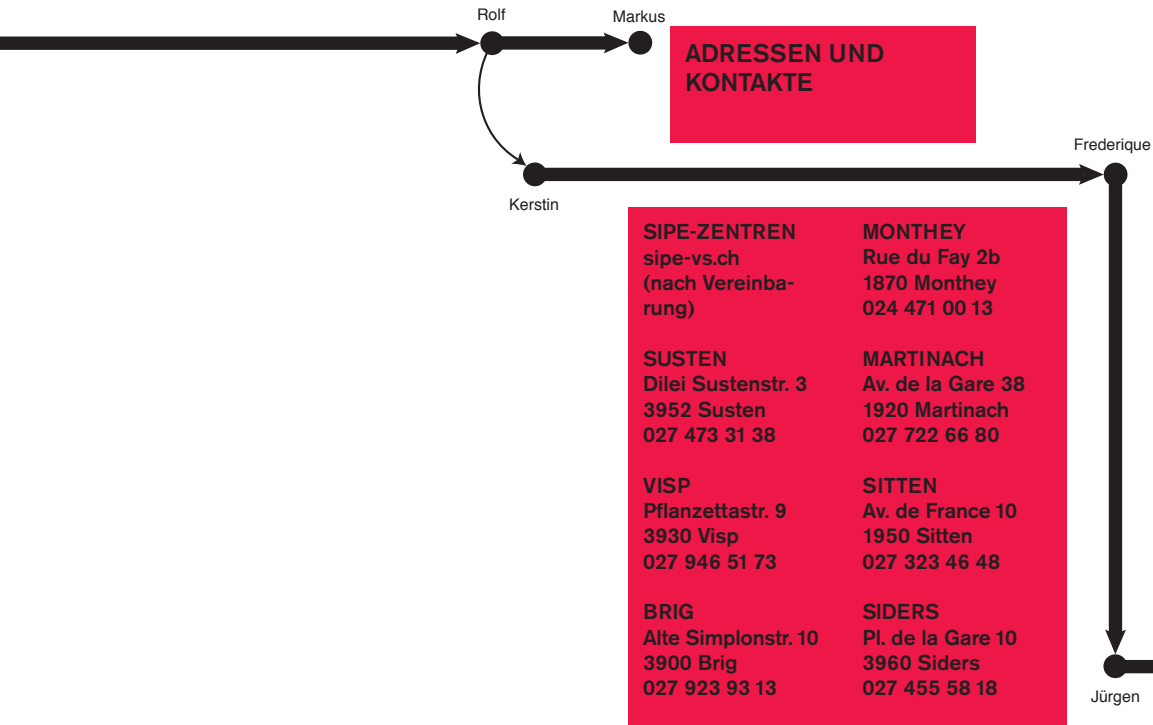 Rolf
Markus
ADRESSEN UND
KONTAKTE
Frederique
Kerstin
SIPE-ZENTREN
sipe-vs.ch
(nach Vereinba-
rung)
SUSTEN
Dilei Sustenstr. 3
3952 Susten
027 473 31 38
VISP
Pflanzettastr. 9
3930 Visp
027 946 51 73
BRIG
Alte Simplonstr. 10
3900 Brig
027 923 93 13
MONTHEY
Rue du Fay 2b
1870 Monthey
024 471 00 13
MARTINACH
Av. de la Gare 38
1920 Martinach
027 722 66 80
SITTEN
Av. de France 10
1950 Sitten
027 323 46 48
SIDERS
Pl. de la Gare 10
3960 Siders
027 455 58 18
Jürgen